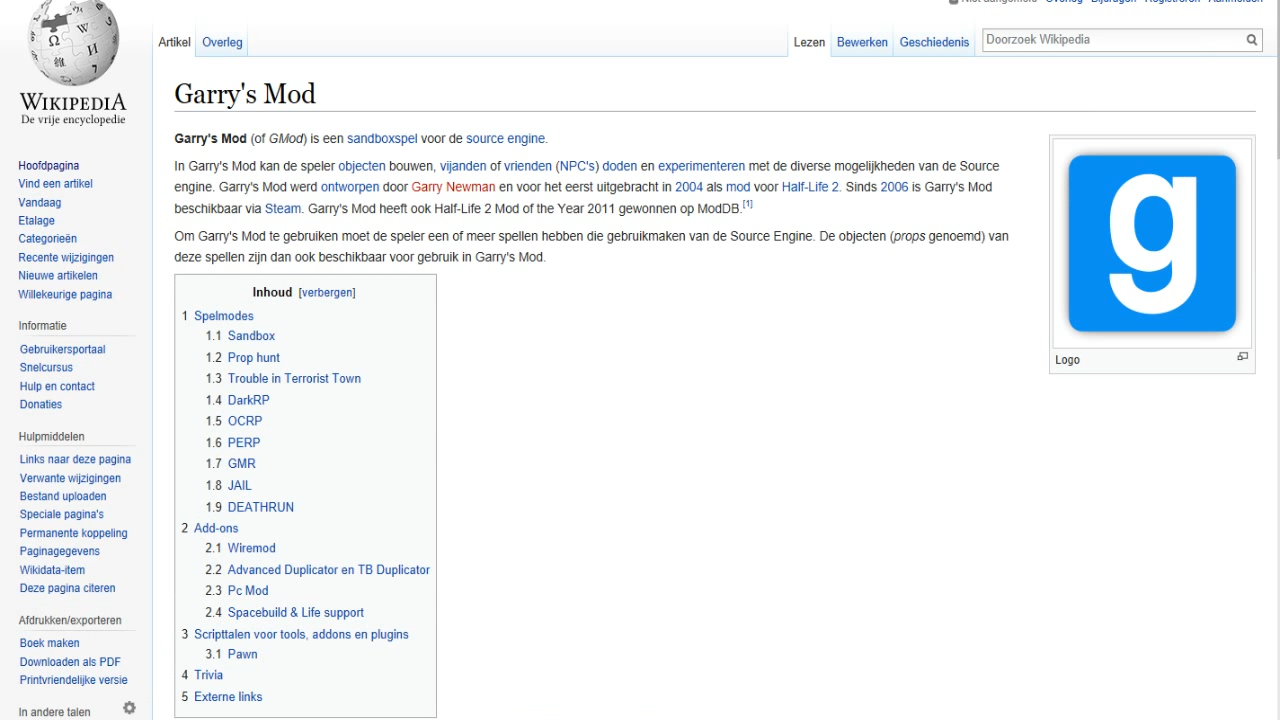 Overleg Bijdragen Registreren Aanmelden
Artikel Overleg Lezen Bewerken Geschiedenis Doorzoek Wikipedia
WIKIPEDIA
De vrije encyclopedie
Hoofdpagina
Vind een artikel
Vandaag
Etalage
Categorieën
Recente wijzigingen
Nieuwe artikelen
Willekeurige pagina
Informatie
Gebruikersportaal
Snelcursus
Hulp en contact
Donaties
Hulpmiddelen
Links naar deze pagina
Verwante wijzigingen
Bestand uploaden
Speciale pagina's
Permanente koppeling
Paginagegevens
Wikidata-item
Deze pagina citeren
Afdrukken/exporteren
Boek maken
Downloaden als PDF
Printvriendelijke versie
In andere talen
Garry's Mod
Garry's Mod (of GMod) is een sandboxspel voor de source engine.
In Garry's Mod kan de speler objecten bouwen, vijanden of vrienden (NPC's) doden en experimenteren met de diverse mogelijkheden van de Source
engine. Garry's Mod werd ontworpen door Garry Newman en voor het eerst uitgebracht in 2004 als mod voor Half-Life 2. Sinds 2006 is Garry's Mod
beschikbaar via Steam. Garry's Mod heeft ook Half-Life 2 Mod of the Year 2011 gewonnen op ModDB.[1]
Om Garry's Mod te gebruiken moet de speler een of meer spellen hebben die gebruikmaken van de Source Engine. De objecten (props genoemd) van
deze spellen zijn dan ook beschikbaar voor gebruik in Garry's Mod.
Inhoud [verbergen]
1 Spelmodes
1.1 Sandbox
1.2 Prop hunt
1.3 Trouble in Terrorist Town
1.4 DarkRP
1.5 OCRP
1.6 PERP
1.7 GMR
1.8 JAIL
1.9 DEATHRUN
2 Add-ons
2.1 Wiremod
2.2 Advanced Duplicator en TB Duplicator
2.3 Pc Mod
2.4 Spacebuild & Life support
3 Scripttalen voor tools, addons en plugins
3.1 Pawn
4 Trivia
5 Externe links
g
Logo